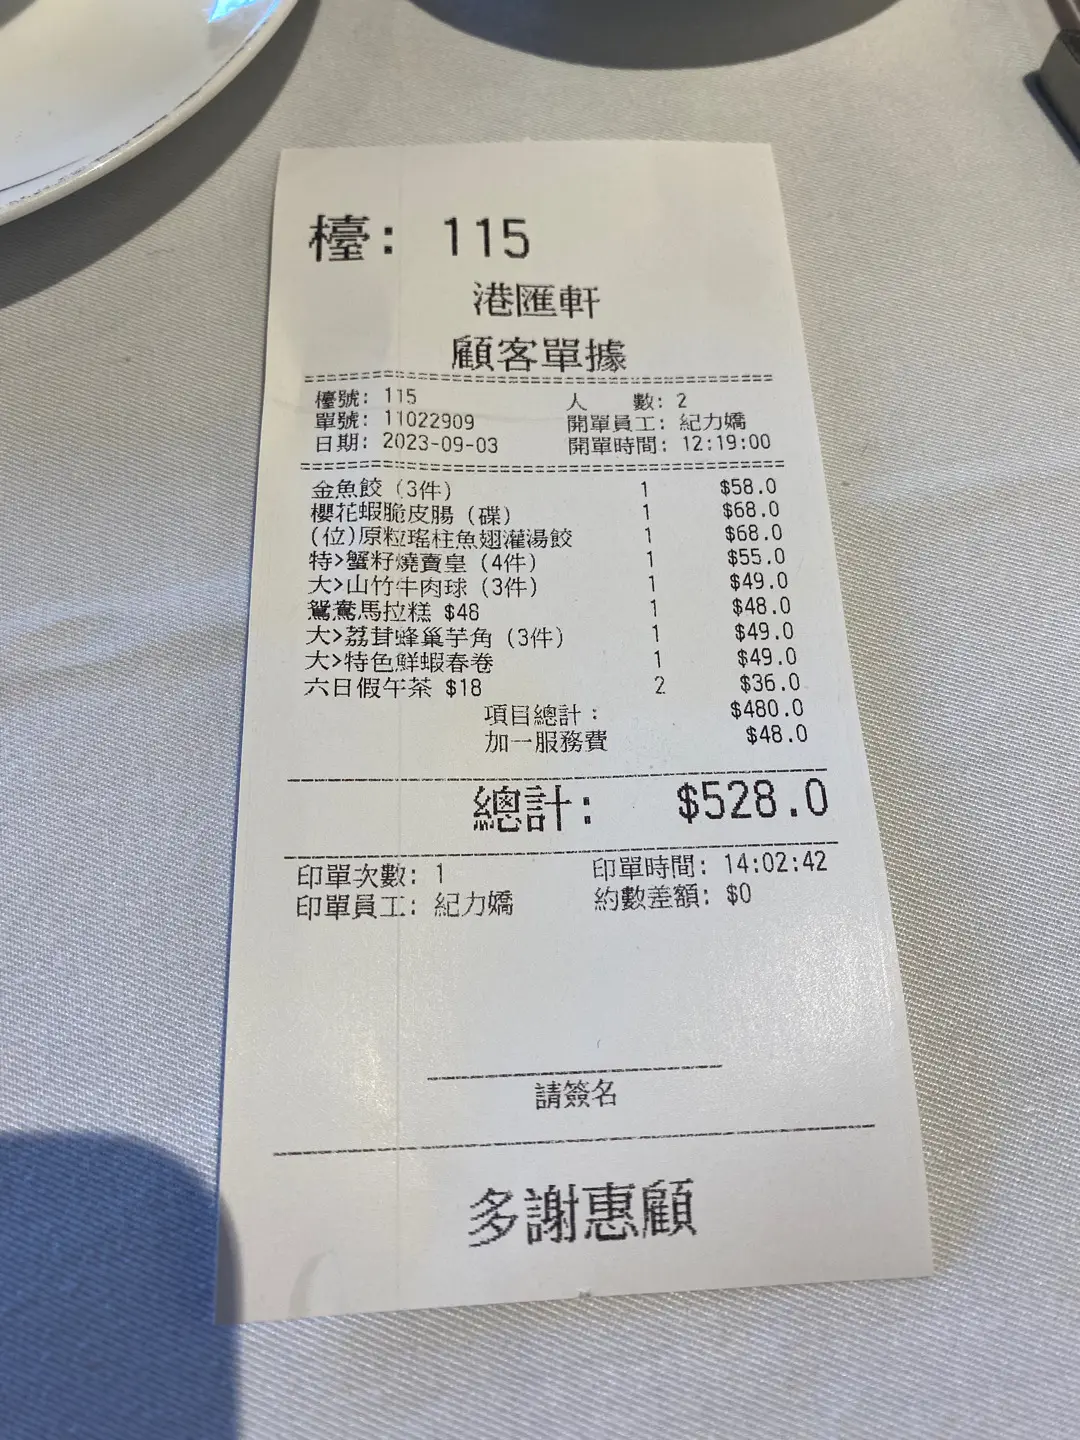 檯: 115
港匯軒
顧客單據
檯號: 115 人 數: 2
單號: 11022909 開單員工: 紀力嬌
日期: 2023-09-03 開單時間: 12:19:00
金魚餃 (3件) 1 $58.0
櫻花蝦脆皮腸 (碟) 1 $68.0
(位)原粒瑤柱魚翅灌湯餃 1 $68.0
特>蟹籽燒賣皇 (4件) 1 $55.0
大>山竹牛肉球 (3件) 1 $49.0
鴛鴦馬拉糕 $48 1 $48.0
大>荔茸蜂巢芋角 (3件) 1 $49.0
大>特色鮮蝦春卷 1 $49.0
六日假午茶 $18 2 $36.0
項目總計: $480.0
加一服務費 $48.0
總計: $528.0
印單次數: 1 印單時間: 14:02:42
印單員工: 紀力嬌 約數差額: $0
請簽名
多謝惠顧